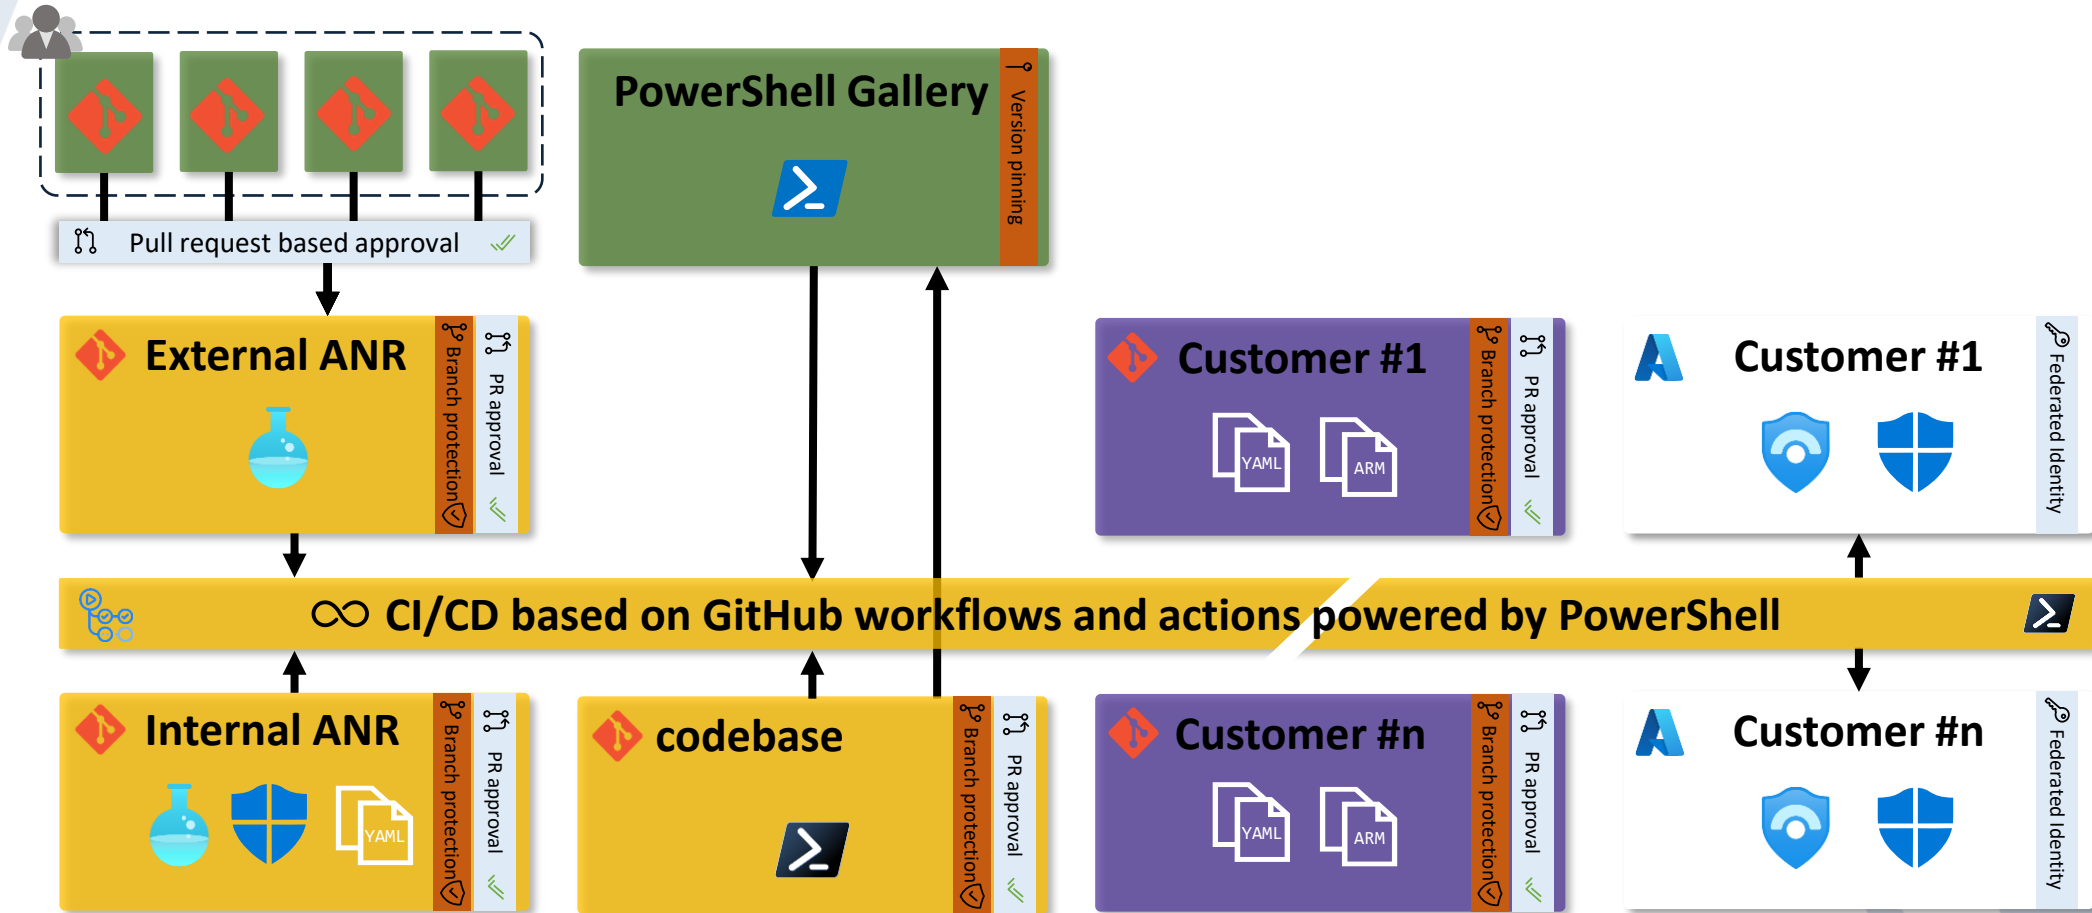 PowerShell Gallery
Version pinning
Pull request based approval
External ANR
Branch protection
PR approval
Customer #1
YAML
ARM
Branch protection
PR approval
Customer #1
Federated Identity
CI/CD based on GitHub workflows and actions powered by PowerShell
Internal ANR
YAML
Branch protection
PR approval
codebase
Branch protection
PR approval
Customer #n
YAML
ARM
Branch protection
PR approval
Customer #n
Federated Identity